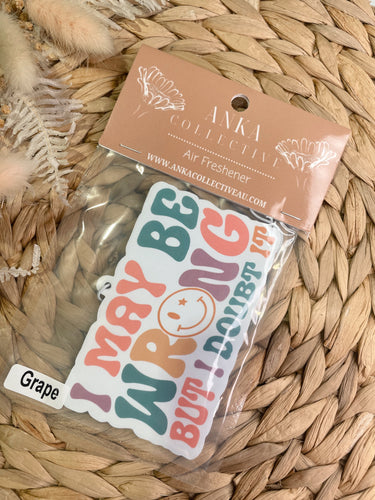 ANKA
COLLECTIVE
Air Freshener
WWW.ANKACOLLECTIVEAU.COM
I MAY BE
WRONG
BUT I DOUBT IT
Grape